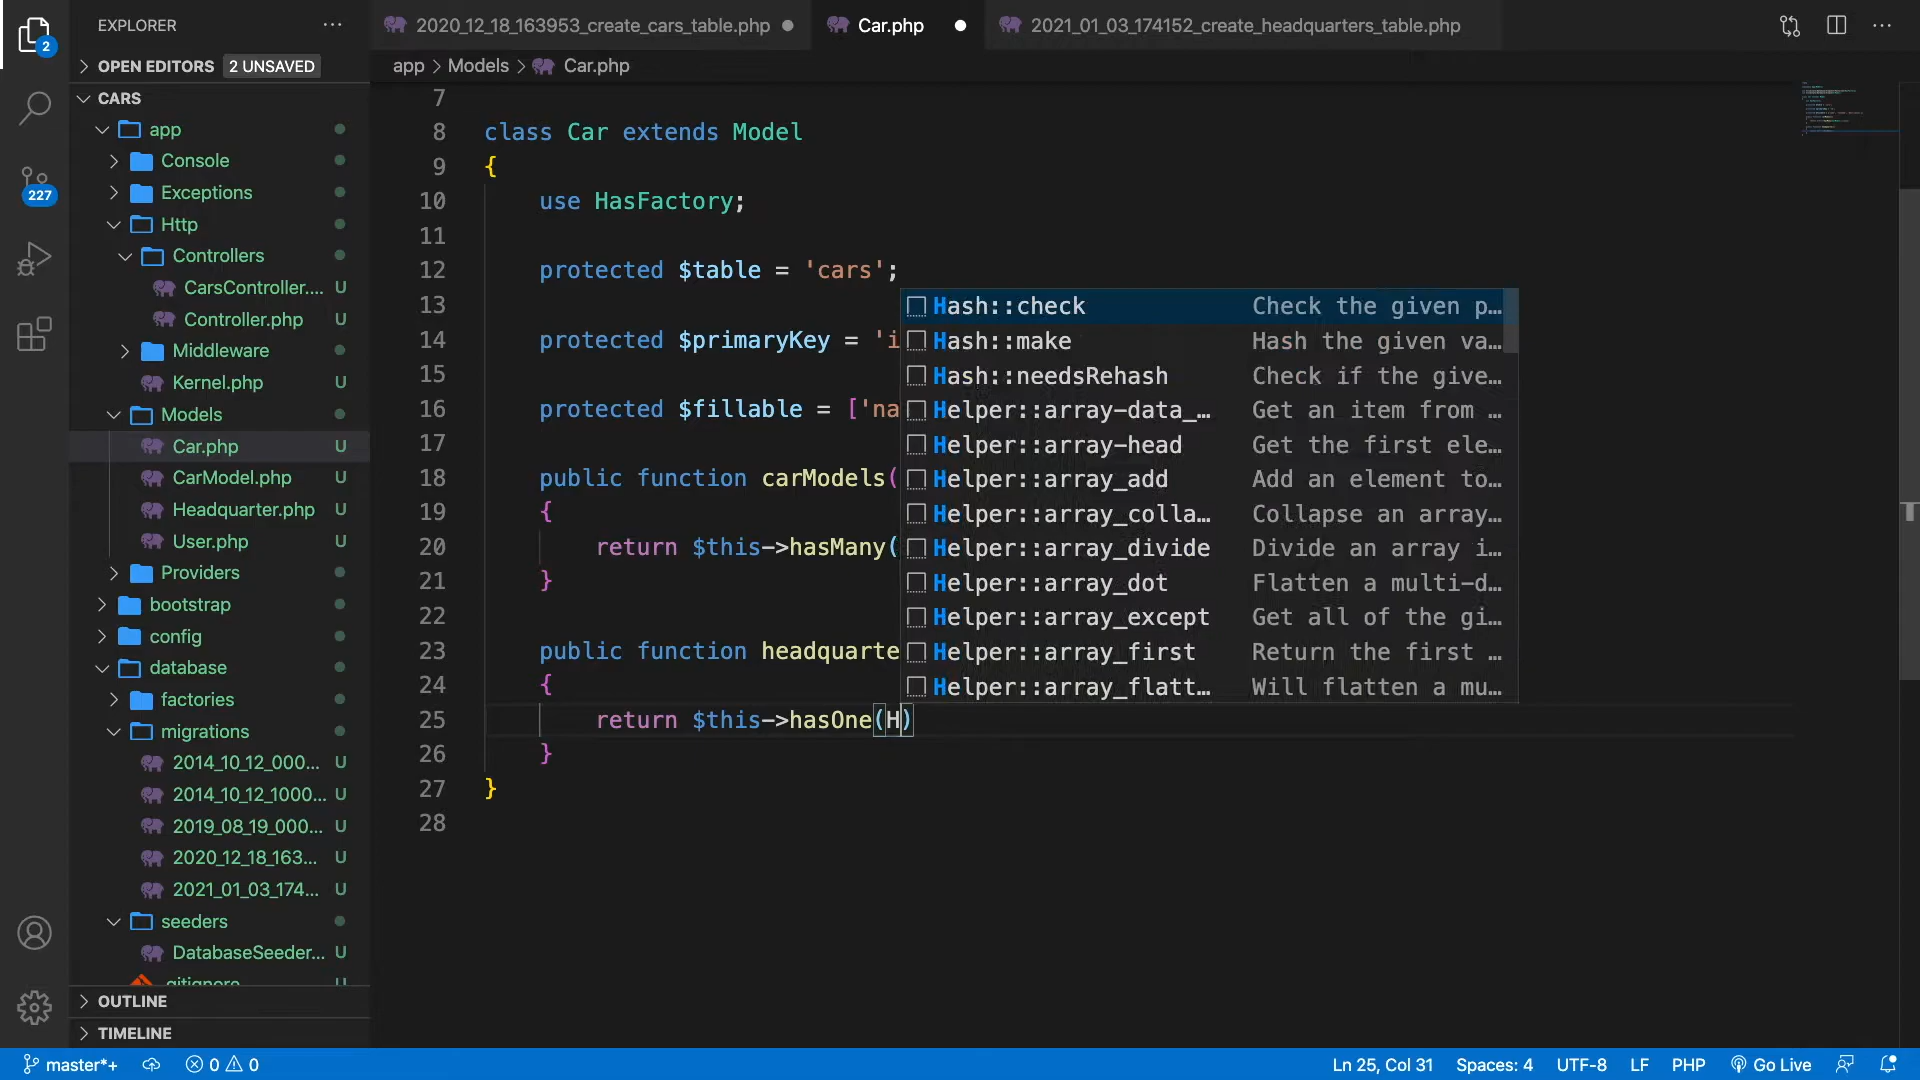 EXPLORER
2020_12_18_163953_create_cars_table.php
Car.php
2021_01_03_174152_create_headquarters_table.php
2
OPEN EDITORS 2 UNSAVED
app > Models > Car.php
CARS
app
Console
Exceptions
Http
Controllers
CarsController.... U
Controller.php U
Middleware
Kernel.php U
Models
Car.php U
CarModel.php U
Headquarter.php U
User.php U
Providers
bootstrap
config
database
factories
migrations
2014_10_12_000... U
2014_10_12_1000... U
2019_08_19_000... U
2020_12_18_163... U
2021_01_03_174... U
seeders
DatabaseSeeder... U
.gitignore U
OUTLINE
TIMELINE
227
7
8 class Car extends Model
9 {
10 use HasFactory;
11
12 protected $table = 'cars';
13
14 protected $primaryKey = 'i
15
16 protected $fillable = ['na
17
18 public function carModels(
19 {
20 return $this->hasMany(
21 }
22
23 public function headquarte
24 {
25 return $this->hasOne(H)
26 }
27 }
28
Hash::check Check the given p…
Hash::make Hash the given va…
Hash::needsRehash Check if the give…
Helper::array-data_… Get an item from …
Helper::array-head Get the first ele…
Helper::array_add Add an element to…
Helper::array_colla… Collapse an array…
Helper::array_divide Divide an array i…
Helper::array_dot Flatten a multi-d…
Helper::array_except Get all of the gi…
Helper::array_first Return the first …
Helper::array_flatt… Will flatten a mu…
master*+ 0 0 Ln 25, Col 31 Spaces: 4 UTF-8 LF PHP Go Live